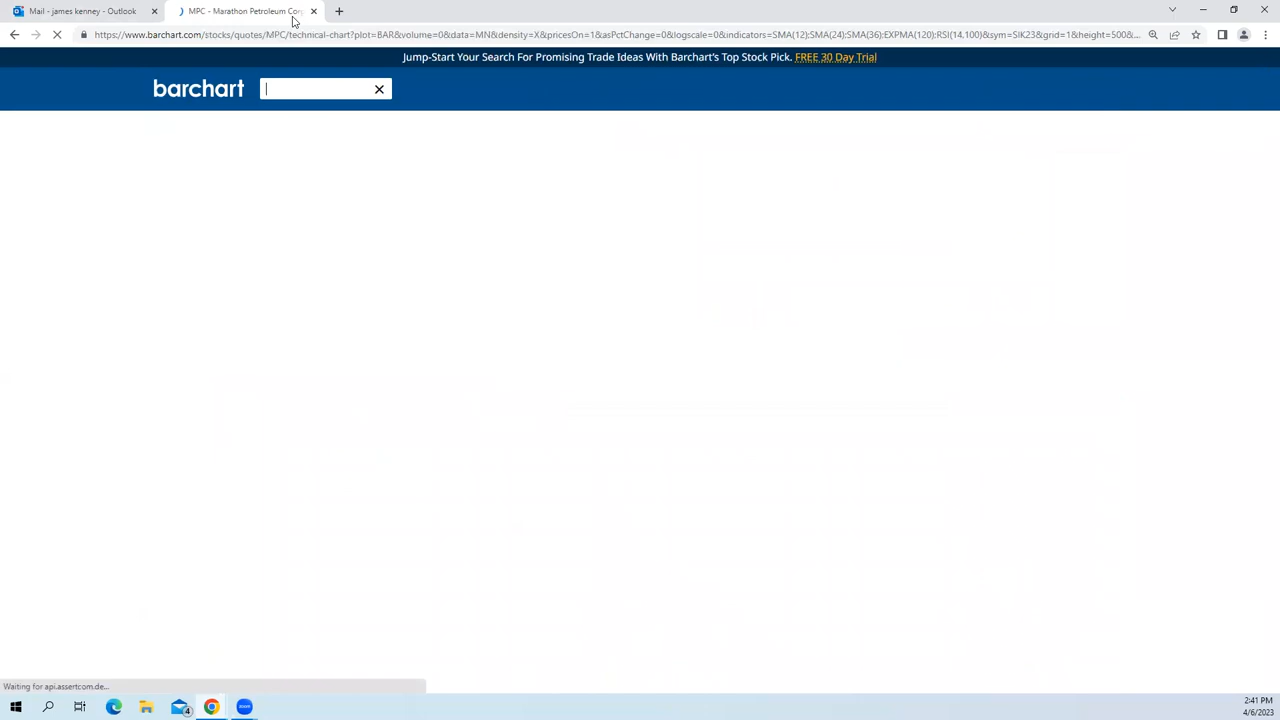 Mail - james kenney - Outlook
MPC - Marathon Petroleum Corp
https://www.barchart.com/stocks/quotes/MPC/technical-chart?plot=BAR&volume=0&data=MN&density=X&pricesOn=1&asPctChange=0&logscale=0&indicators=SMA(12);SMA(24);SMA(36);EXPMA(120);RSI(14,100)&sym=SIK23&grid=1&height=500&...
Jump-Start Your Search For Promising Trade Ideas With Barchart's Top Stock Pick. FREE 30 Day Trial
barchart
Waiting for api.assertcom.de...
4
zoom
2:41 PM
4/6/2023